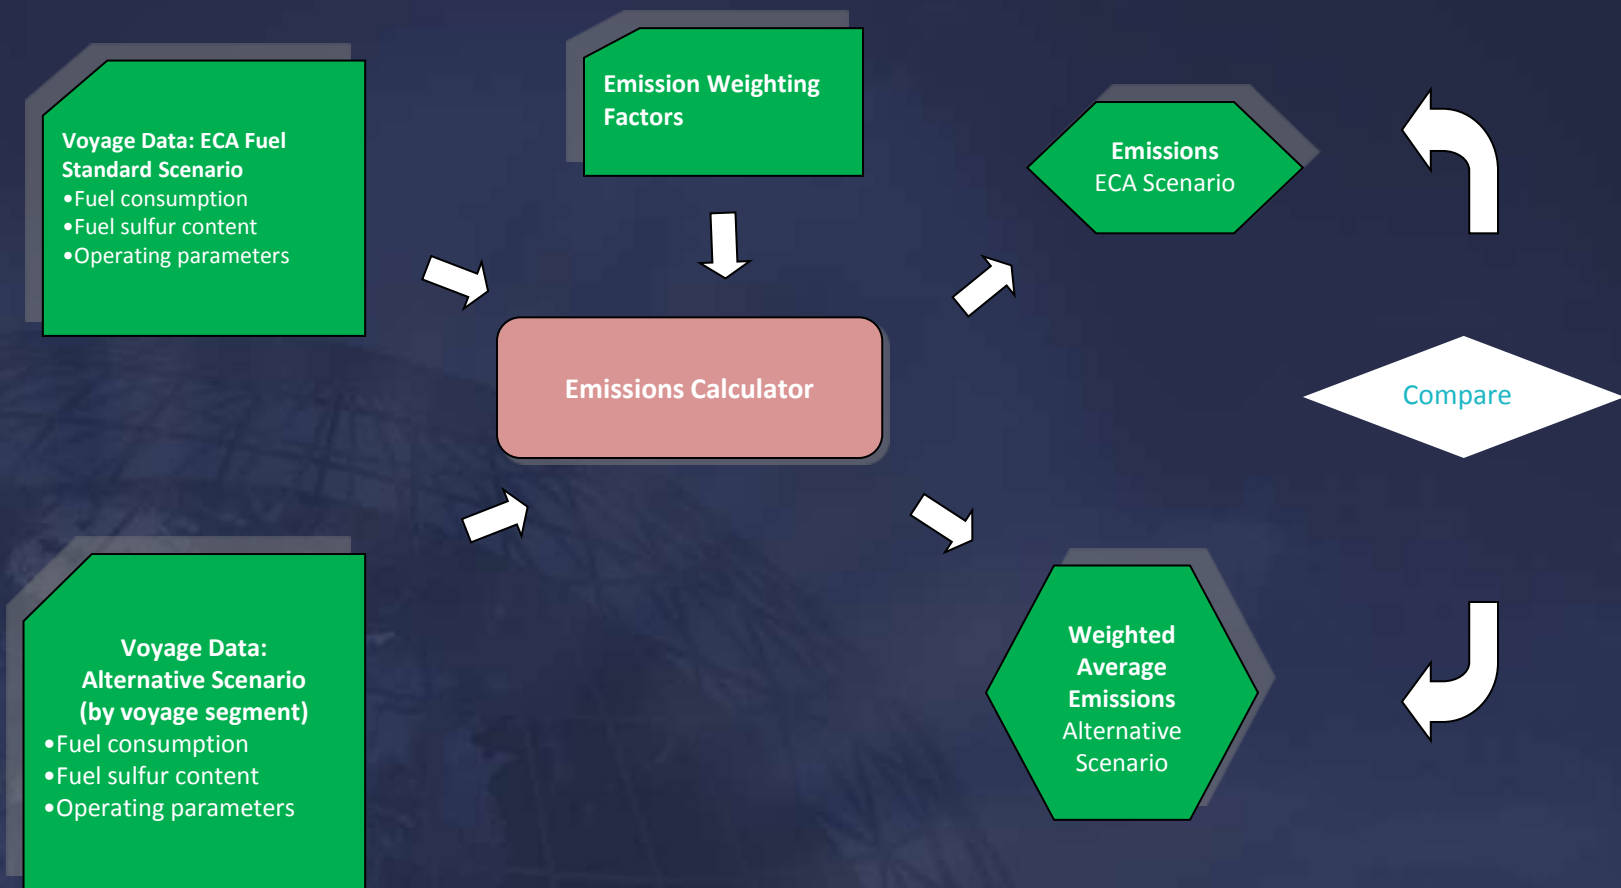 Voyage Data: ECA Fuel
Standard Scenario
•Fuel consumption
•Fuel sulfur content
•Operating parameters
Emission Weighting
Factors
Emissions
ECA Scenario
Emissions Calculator
Compare
Voyage Data:
Alternative Scenario
(by voyage segment)
•Fuel consumption
•Fuel sulfur content
•Operating parameters
Weighted
Average
Emissions
Alternative
Scenario